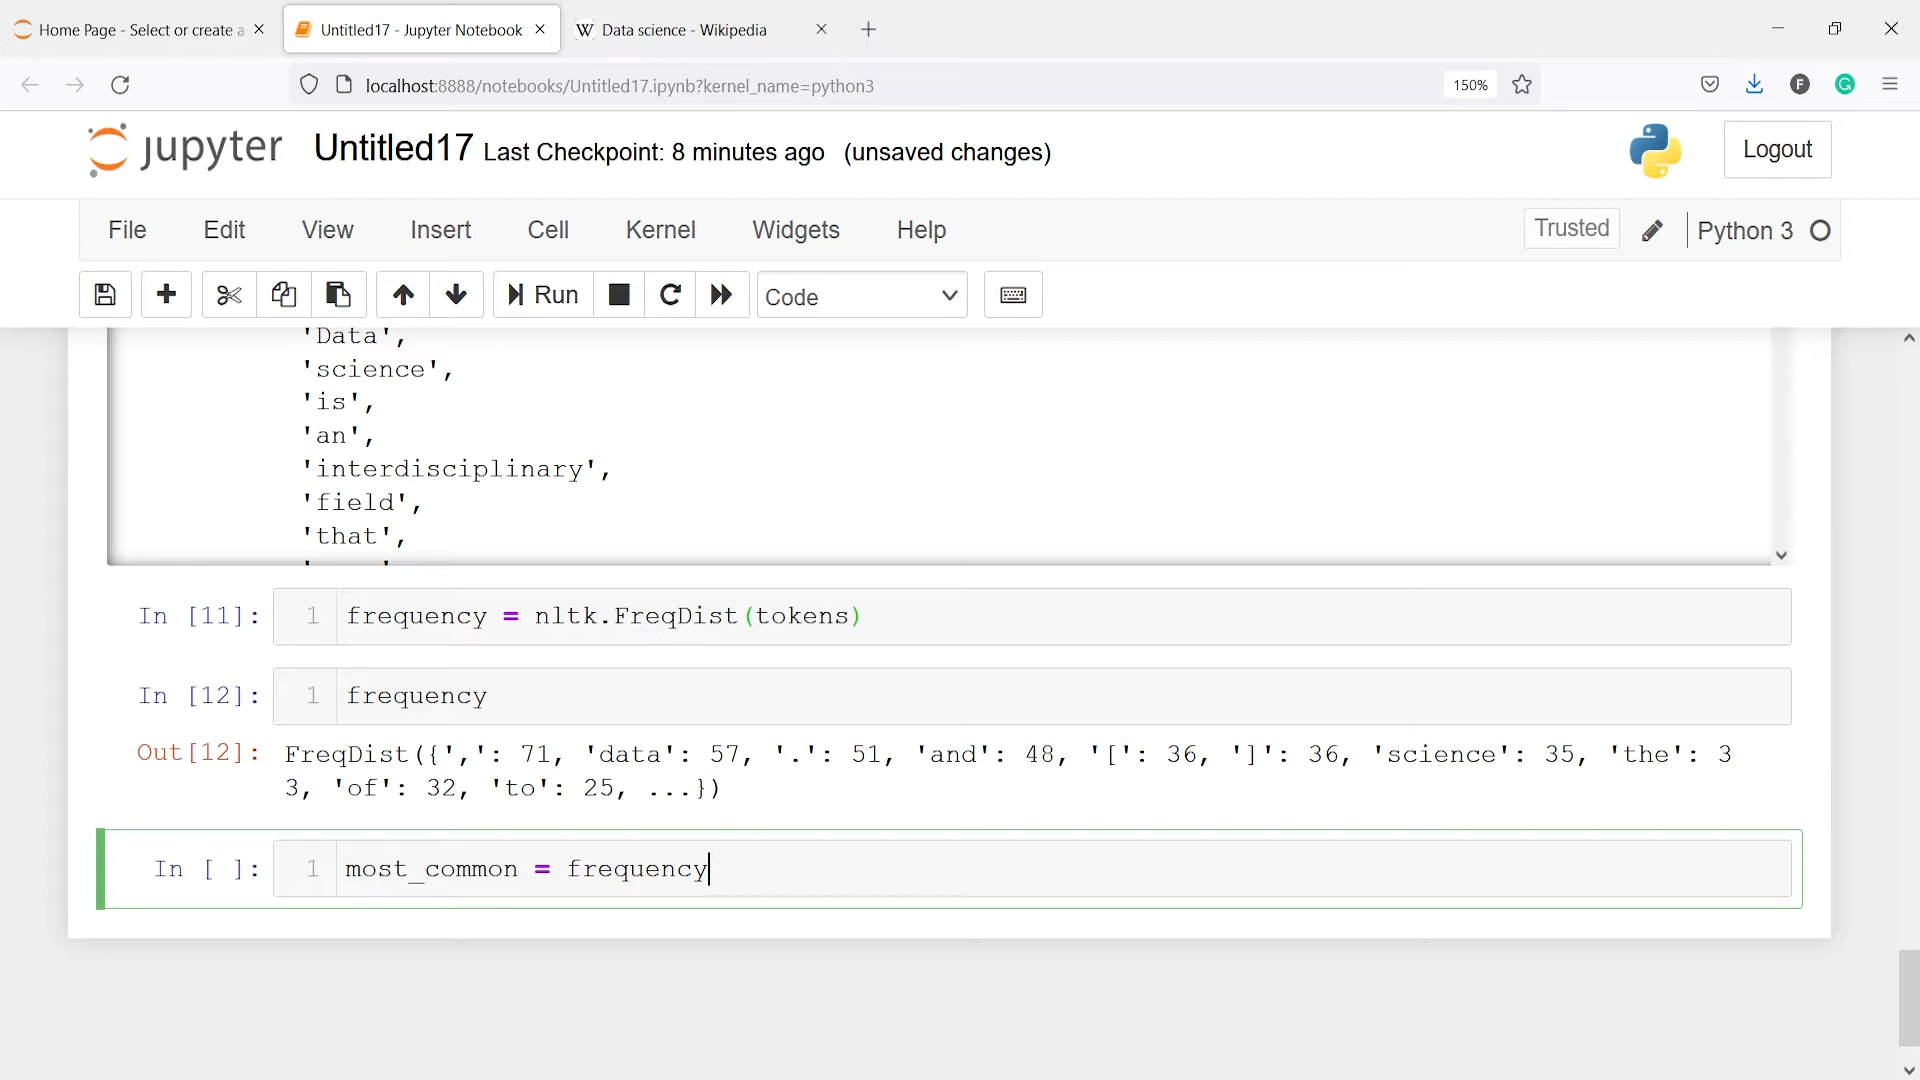 Home Page - Select or create a
Untitled17 - Jupyter Notebook
W Data science - Wikipedia
localhost:8888/notebooks/Untitled17.ipynb?kernel_name=python3
150%
F
G
jupyter Untitled17 Last Checkpoint: 8 minutes ago (unsaved changes)
Logout
File Edit View Insert Cell Kernel Widgets Help
Trusted
Python 3
Run
Code
'Data',
'science',
'is',
'an',
'interdisciplinary',
'field',
'that',
In [11]: 1 frequency = nltk.FreqDist(tokens)
In [12]: 1 frequency
Out[12]: FreqDist({',': 71, 'data': 57, '.': 51, 'and': 48, '[': 36, ']': 36, 'science': 35, 'the': 3
3, 'of': 32, 'to': 25, ...})
In [ ]: 1 most_common = frequency